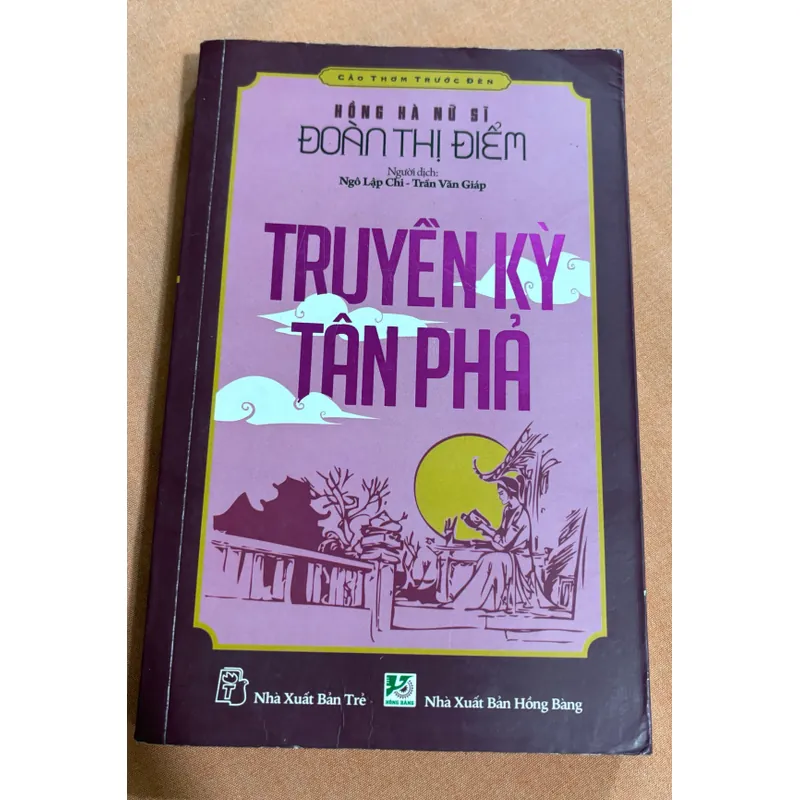 CẢO THƠM TRƯỚC ĐÈN
HỒNG HÀ NỮ SĨ
ĐOÀN THỊ ĐIỂM
Người dịch:
Ngô Lập Chi - Trần Văn Giáp
TRUYỀN KỲ
TÂN PHẢ
T
Nhà Xuất Bản Trẻ
HỒNG BÀNG
Nhà Xuất Bản Hồng Bàng